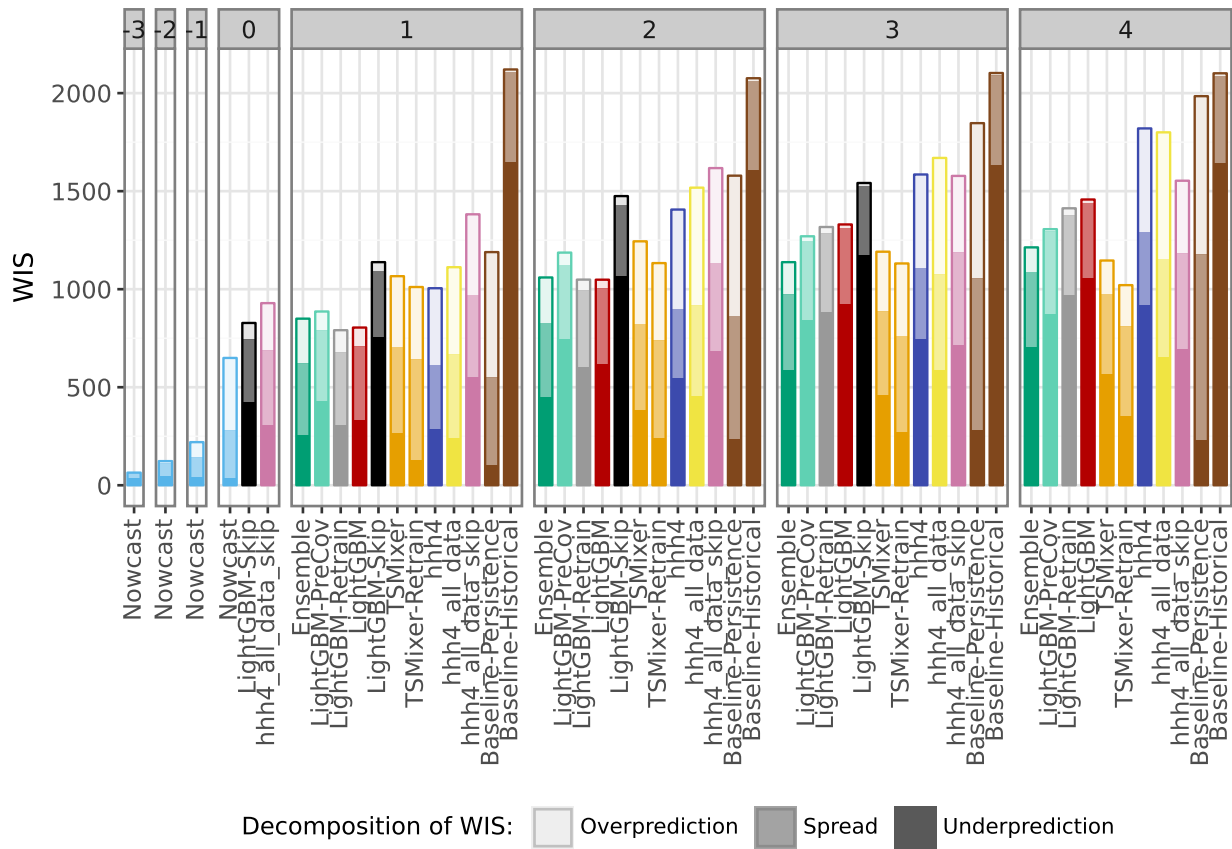 -3 -2 -1 0 1 2 3 4
WIS
2000
1500
1000
500
0
Nowcast
Nowcast
Nowcast
Nowcast
LightGBM-Skip
hhh4_all_data_skip
Ensemble
LightGBM-PreCov
LightGBM-Retrain
LightGBM
LightGBM-Skip
TSMixer
TSMixer-Retrain
hhh4
hhh4_all_data
hhh4_all_data_skip
Baseline-Persistence
Baseline-Historical
Ensemble
LightGBM-PreCov
LightGBM-Retrain
LightGBM
LightGBM-Skip
TSMixer
TSMixer-Retrain
hhh4
hhh4_all_data
hhh4_all_data_skip
Baseline-Persistence
Baseline-Historical
Ensemble
LightGBM-PreCov
LightGBM-Retrain
LightGBM
LightGBM-Skip
TSMixer
TSMixer-Retrain
hhh4
hhh4_all_data
hhh4_all_data_skip
Baseline-Persistence
Baseline-Historical
Ensemble
LightGBM-PreCov
LightGBM-Retrain
LightGBM
TSMixer
TSMixer-Retrain
hhh4
hhh4_all_data
hhh4_all_data_skip
Baseline-Persistence
Baseline-Historical
Decomposition of WIS: Overprediction Spread Underprediction